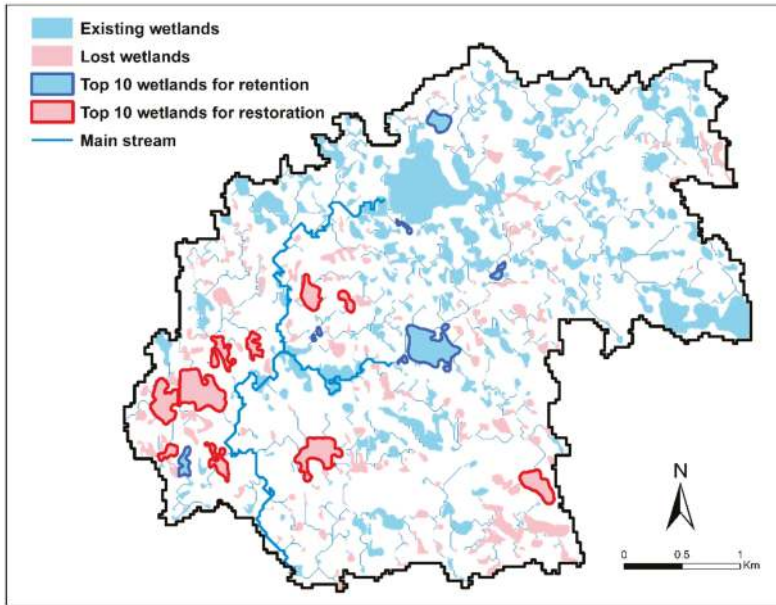 Existing wetlands
Lost wetlands
Top 10 wetlands for retention
Top 10 wetlands for restoration
Main stream
N
0 0.5 1
Km